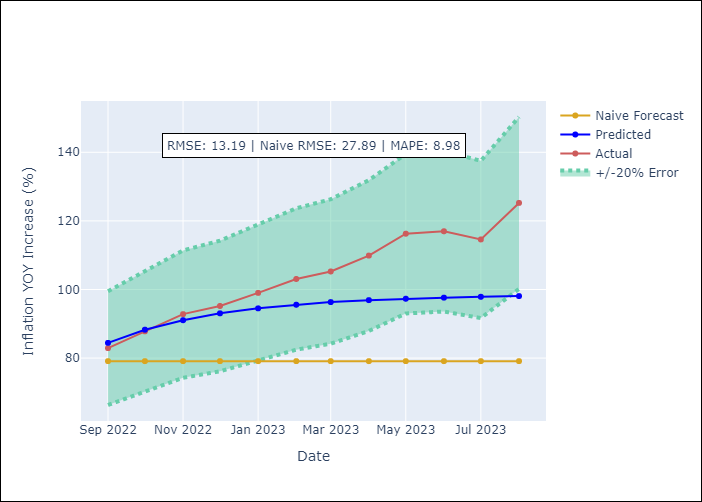 RMSE: 13.19 | Naive RMSE: 27.89 | MAPE: 8.98
Naive Forecast
Predicted
Actual
+/-20% Error
Inflation YOY Increase (%)
140
120
100
80
Sep 2022
Nov 2022
Jan 2023
Mar 2023
May 2023
Jul 2023
Date